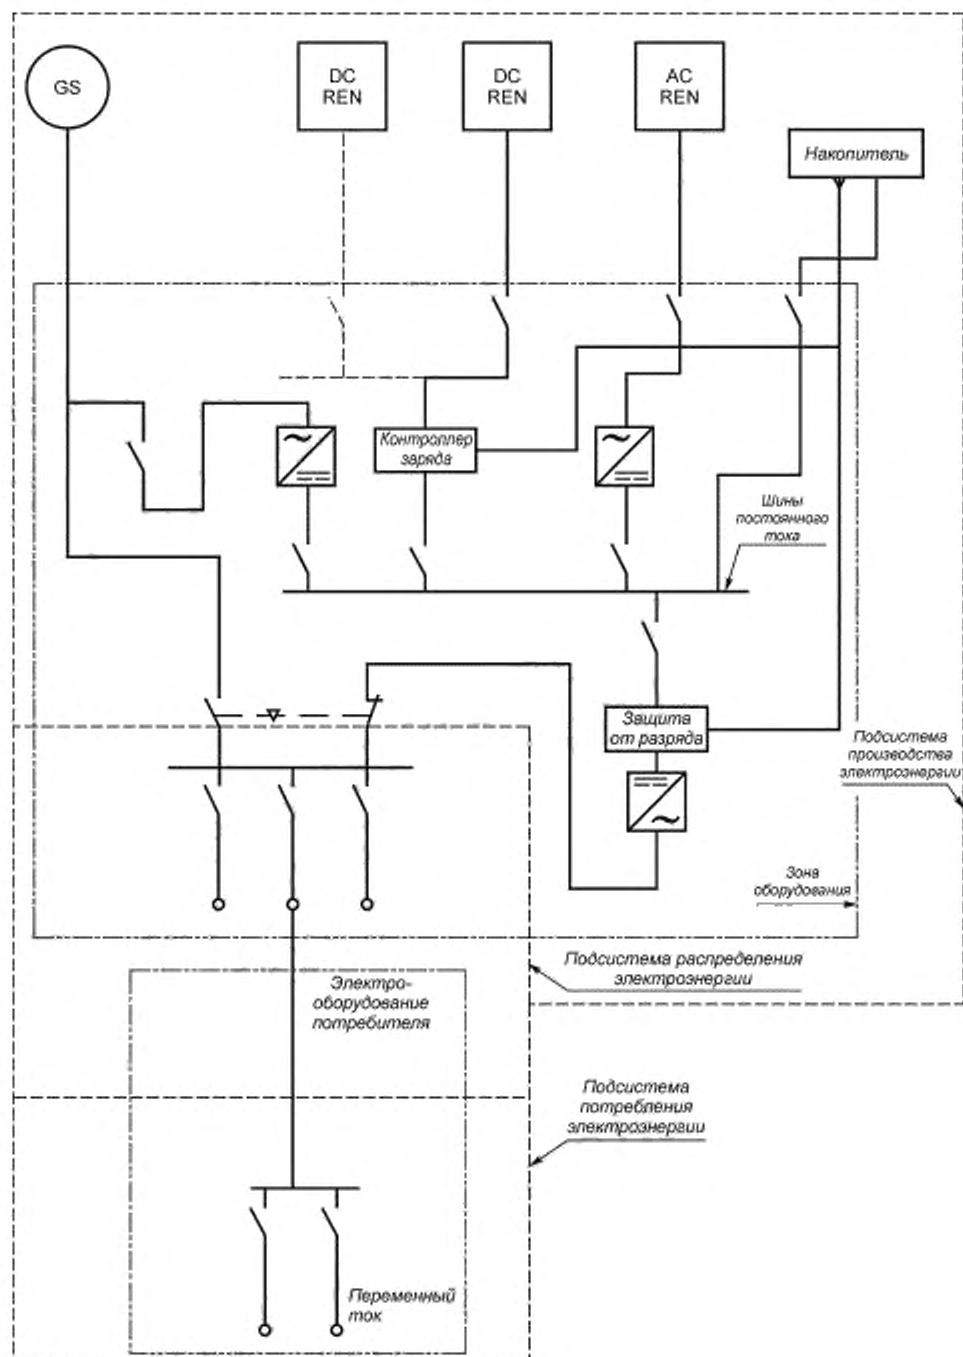 GS
DC
REN
DC
REN
AC
REN
Накопитель
Контроллер
заряда
Шины
постоянного
тока
Защита
от разряда
Подсистема
производства
электроэнергии
Зона
оборудования
Подсистема распределения
электроэнергии
Электро-
оборудование
потребителя
Подсистема
потребления
электроэнергии
Переменный
ток